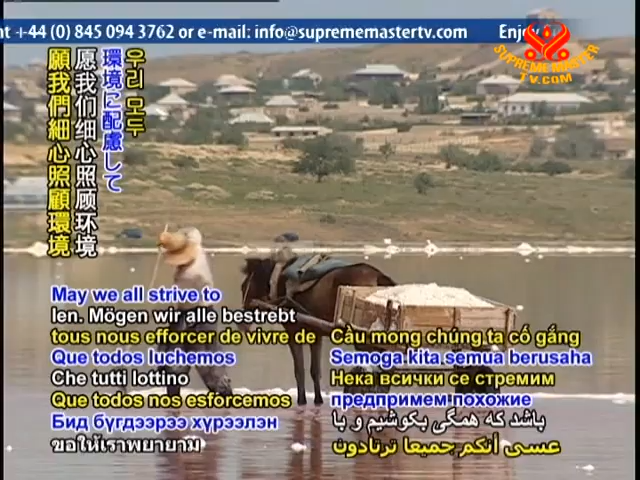 nt +44 (0) 845 094 3762 or e-mail: info@suprememastertv.com Enjoy
SUPREME MASTER
TV.COM
우리 모두
環境に配慮して
愿我们细心照顾环境
願我們細心照顧環境
May we all strive to
len. Mögen wir alle bestrebt
tous nous efforcer de vivre de
Que todos luchemos
Che tutti lottino
Que todos nos esforcemos
Бид бүгдээрээ хүрээлэн
ขอให้เราพยายาม
Cầu mong chúng ta cố gắng
Semoga kita semua berusaha
Нека всички се стремим
предпримем похожие
باشد که همگی بکوشیم و با
عسى أنكم جميعا ترتادون